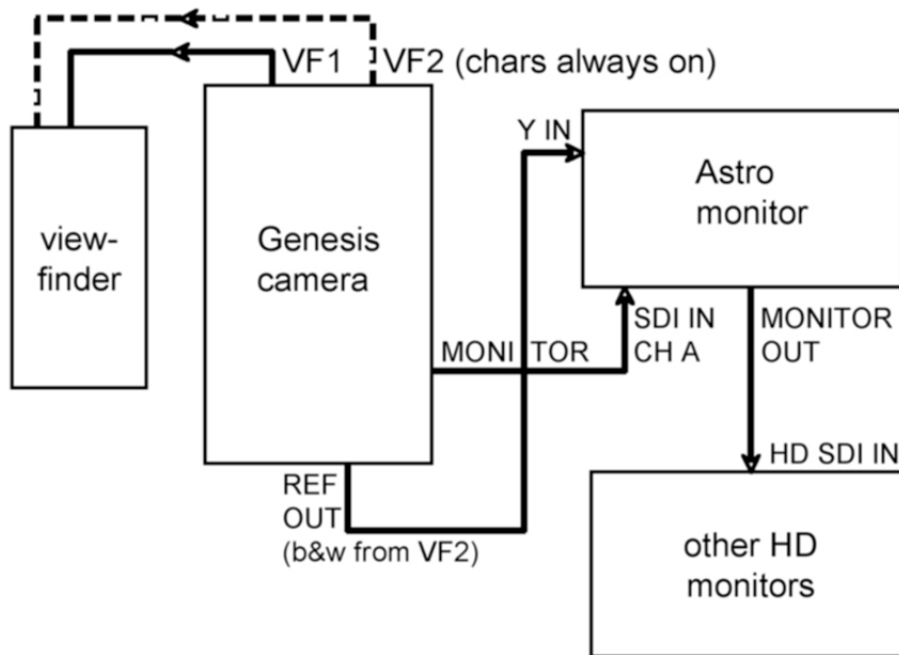 VF1
VF2 (chars always on)
Y IN
Astro
monitor
view-
finder
Genesis
camera
SDI IN
CH A
MONITOR
OUT
MONI TOR
HD SDI IN
REF
OUT
(b&w from VF2)
other HD
monitors